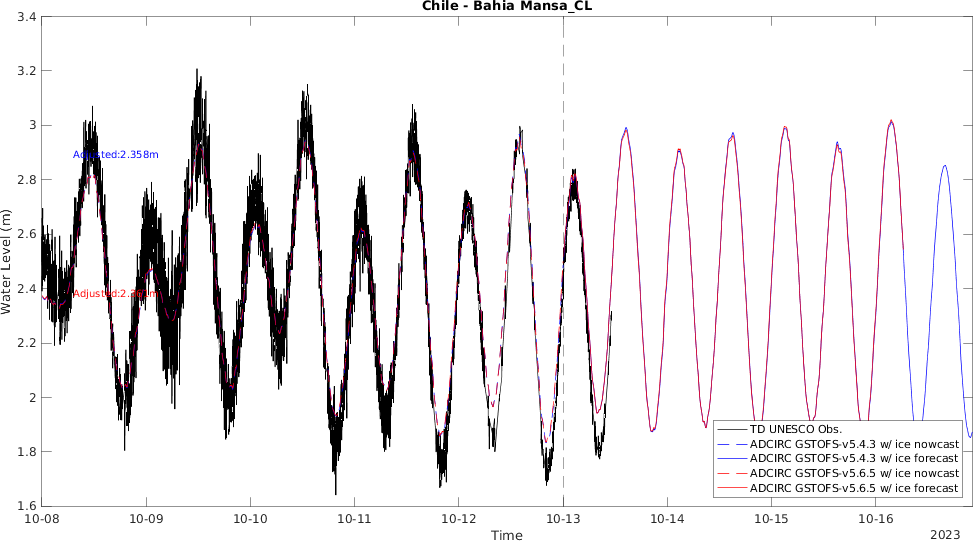 Chile - Bahia Mansa_CL
3.4
3.2
3
2.8
2.6
2.4
2.2
2
1.8
1.6
Water Level (m)
Adjusted:2.358m
TD UNESCO Obs.
ADCIRC GSTOFS-v5.4.3 w/ ice nowcast
ADCIRC GSTOFS-v5.4.3 w/ ice forecast
ADCIRC GSTOFS-v5.6.5 w/ ice nowcast
ADCIRC GSTOFS-v5.6.5 w/ ice forecast
10-08
10-09
10-10
10-11
10-12
10-13
10-14
10-15
10-16
Time
2023